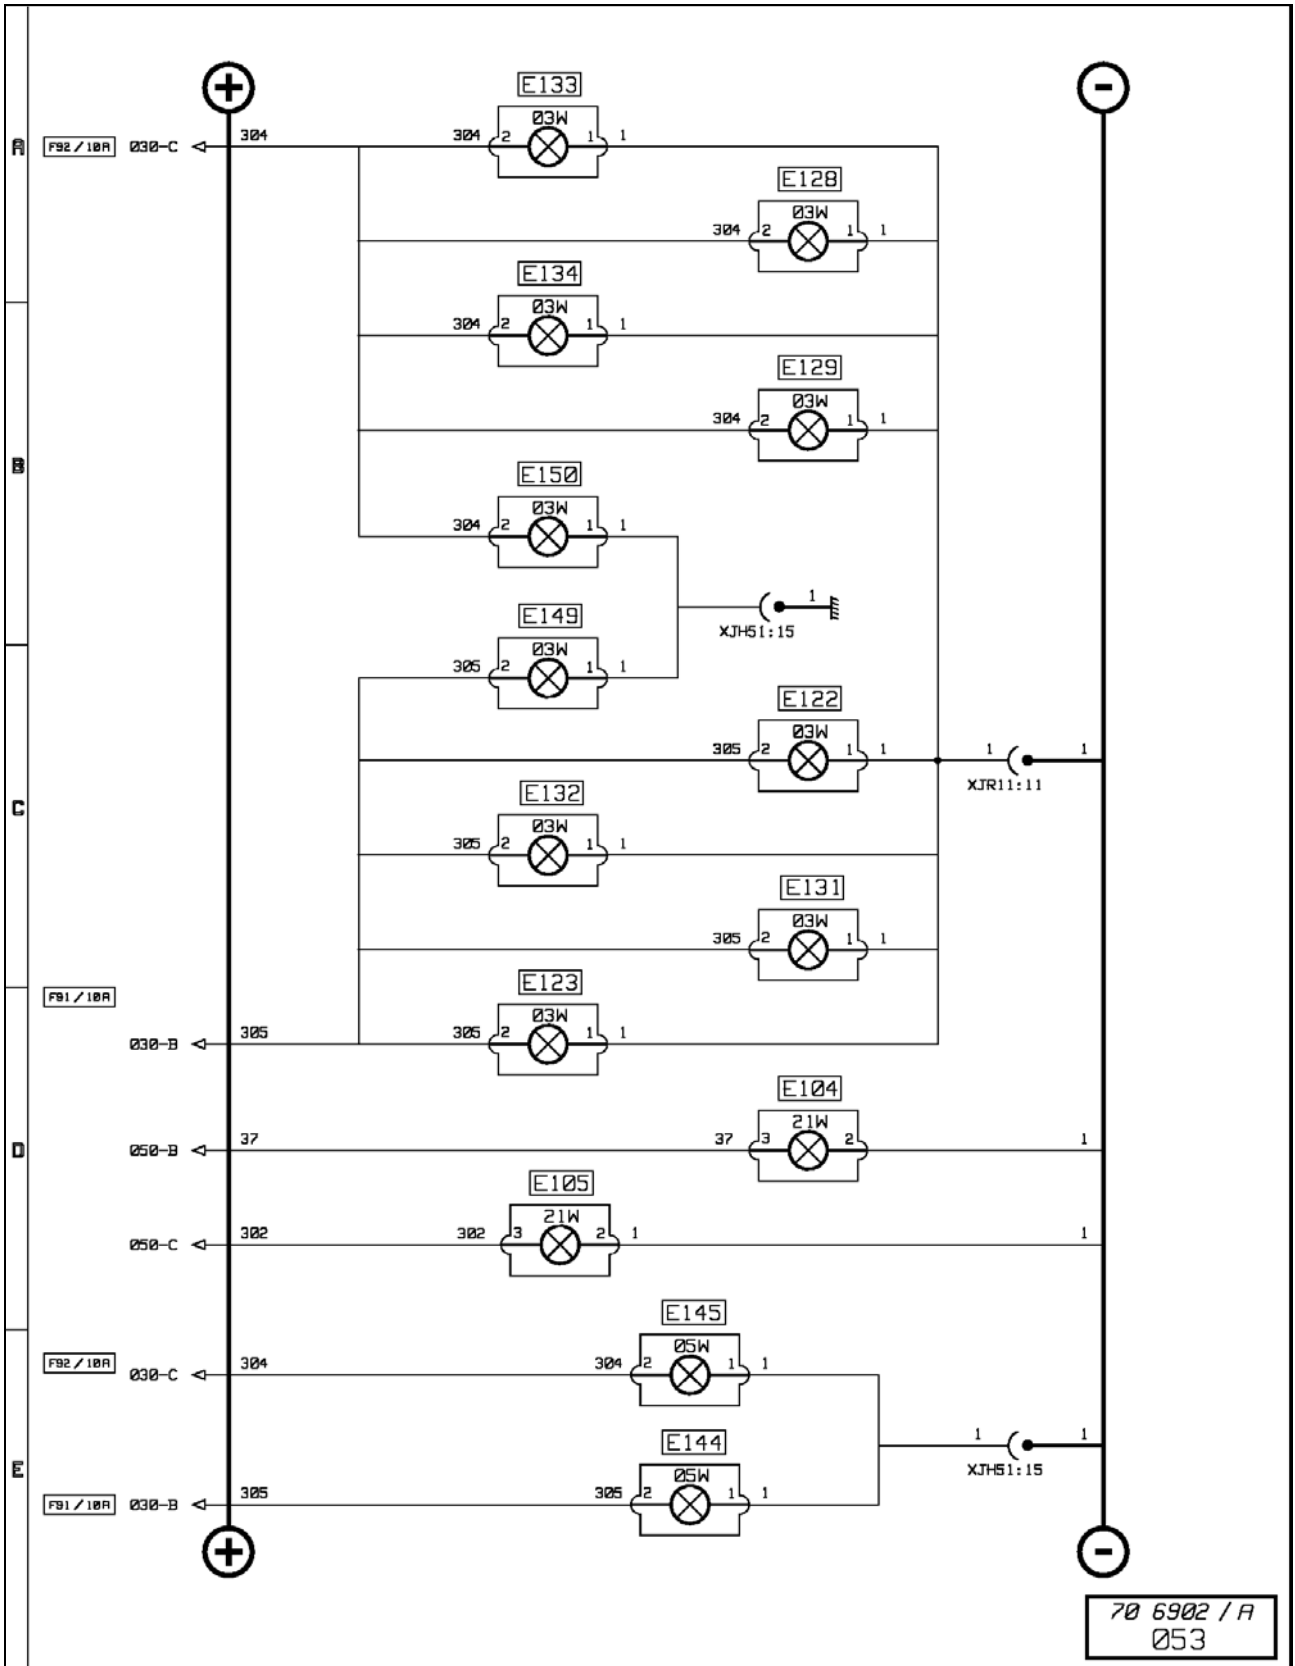 + -
E133
03W
A F92/10A 030-C 304 304 2 1 1
E128
03W
304 2 1 1
E134
03W
304 2 1 1
E129
03W
304 2 1 1
B
E150
03W
304 2 1 1
1
XJH51:15
E149
03W
305 2 1 1
E122
03W
305 2 1 1 1 1
XJR11:11
C
E132
03W
305 2 1 1
E131
03W
305 2 1 1
F91/10A
E123
03W
030-B 305 305 2 1 1
E104
21W
D 050-B 37 37 3 2 1
E105
21W
050-C 302 302 3 2 1 1
E145
05W
F92/10A 030-C 304 304 2 1 1
1 1
XJH51:15
E
E144
05W
F91/10A 030-B 305 305 2 1 1
+ -
70 6902 / A
053